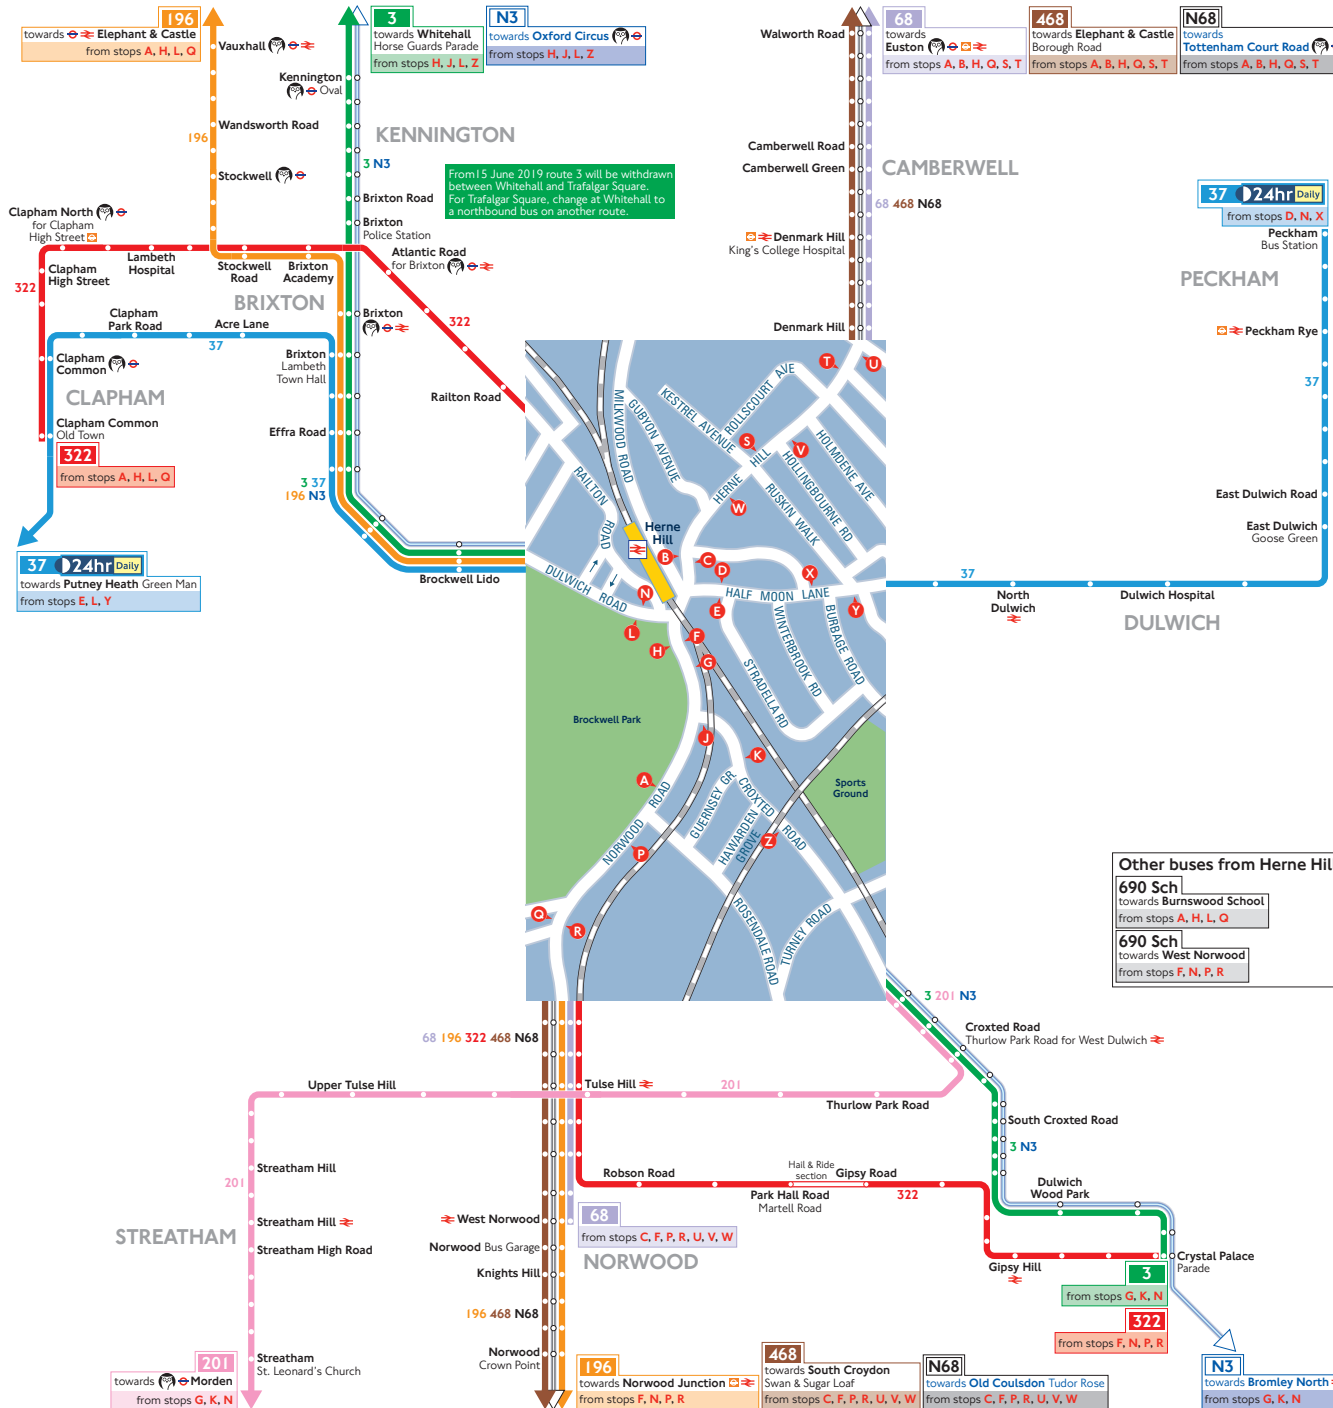 196
towards Elephant & Castle
from stops A, H, L, Q
Vauxhall
3
towards Whitehall
Horse Guards Parade
from stops H, J, L, Z
N3
towards Oxford Circus
from stops H, J, L, Z
Walworth Road
68
towards
Euston
from stops A, B, H, Q, S, T
468
towards Elephant & Castle
Borough Road
from stops A, B, H, Q, S, T
N68
towards
Tottenham Court Road
from stops A, B, H, Q, S, T
Kennington
Oval
Wandsworth Road
KENNINGTON
196
3 N3
Stockwell
Brixton Road
Brixton
Police Station
From15 June 2019 route 3 will be withdrawn
between Whitehall and Trafalgar Square.
For Trafalgar Square, change at Whitehall to
a northbound bus on another route.
Camberwell Road
Camberwell Green
CAMBERWELL
68 468 N68
Denmark Hill
King's College Hospital
Denmark Hill
37 24hr Daily
from stops D, N, X
Peckham
Bus Station
PECKHAM
Peckham Rye
37
East Dulwich Road
East Dulwich
Goose Green
Clapham North
for Clapham
High Street
Lambeth
Hospital
Stockwell
Road
Brixton
Academy
Atlantic Road
for Brixton
Clapham
High Street
322
BRIXTON
Clapham
Park Road
Acre Lane
37
Brixton
322
Clapham
Common
Brixton
Lambeth
Town Hall
CLAPHAM
Railton Road
Clapham Common
Old Town
Effra Road
322
from stops A, H, L, Q
3 37
196 N3
37 24hr Daily
towards Putney Heath Green Man
from stops E, L, Y
Brockwell Lido
MILKWOOD ROAD
GUBYON AVENUE
KESTREL AVENUE
ROLLSCOURT AVE
T
U
S
V
HERNE HILL
HOLLINGBOURNE RD
HOLMDENE AVE
RUSKIN WALK
W
RAILTON
ROAD
Herne
Hill
B
C
D
X
DULWICH ROAD
N
HALF MOON LANE
E
Y
L
F
H
G
WINTERBROOK RD
BURBAGE ROAD
STRADELLA RD
Brockwell Park
J
K
A
Sports
Ground
NORWOOD ROAD
GUERNSEY GR
CROXTED ROAD
HAWARDEN
GROVE
Z
P
Q
R
ROSENDALE ROAD
TURNEY ROAD
37
North
Dulwich
Dulwich Hospital
DULWICH
Other buses from Herne Hil
690 Sch
towards Burnswood School
from stops A, H, L, Q
690 Sch
towards West Norwood
from stops F, N, P, R
3 201 N3
Croxted Road
Thurlow Park Road for West Dulwich
68 196 322 468 N68
Upper Tulse Hill
Tulse Hill
201
Thurlow Park Road
South Croxted Road
3 N3
Streatham Hill
201
Robson Road
Hail & Ride
section
Gipsy Road
Park Hall Road
Martell Road
322
Dulwich
Wood Park
Streatham Hill
STREATHAM
Streatham High Road
West Norwood
68
from stops C, F, P, R, U, V, W
Norwood Bus Garage
NORWOOD
Knights Hill
Gipsy Hill
Crystal Palace
Parade
3
from stops G, K, N
322
from stops F, N, P, R
196 468 N68
Norwood
Crown Point
Streatham
St. Leonard's Church
201
towards Morden
from stops G, K, N
196
towards Norwood Junction
from stops F, N, P, R
468
towards South Croydon
Swan & Sugar Loaf
from stops C, F, P, R, U, V, W
N68
towards Old Coulsdon Tudor Rose
from stops C, F, P, R, U, V, W
N3
towards Bromley North
from stops G, K, N